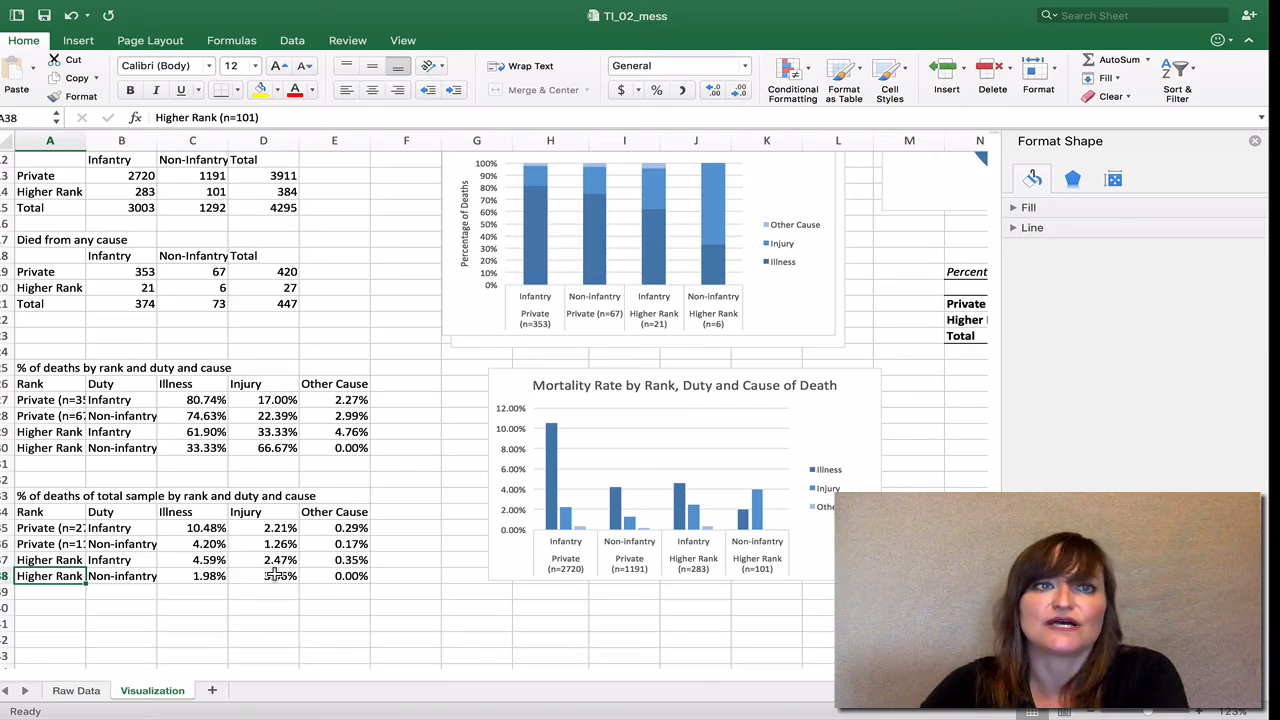 TI_02_mess
Search Sheet
Home Insert Page Layout Formulas Data Review View
Cut
Copy
Format
Paste
Calibri (Body) 12
Wrap Text
Merge & Center
General
Conditional Formatting
Format as Table
Cell Styles
Insert
Delete
Format
AutoSum
Fill
Clear
Sort & Filter
A38 fx Higher Rank (n=101)
A B C D E F G H I J K L M N
Infantry Non-Infantry Total
Private 2720 1191 3911
Higher Rank 283 101 384
Total 3003 1292 4295
Died from any cause
Infantry Non-Infantry Total
Private 353 67 420
Higher Rank 21 6 27
Total 374 73 447
% of deaths by rank and duty and cause
Rank Duty Illness Injury Other Cause
Private (n=35 Infantry 80.74% 17.00% 2.27%
Private (n=6 Non-infantry 74.63% 22.39% 2.99%
Higher Rank Infantry 61.90% 33.33% 4.76%
Higher Rank Non-infantry 33.33% 66.67% 0.00%
% of deaths of total sample by rank and duty and cause
Rank Duty Illness Injury Other Cause
Private (n=2 Infantry 10.48% 2.21% 0.29%
Private (n=1 Non-infantry 4.20% 1.26% 0.17%
Higher Rank Infantry 4.59% 2.47% 0.35%
Higher Rank Non-infantry 1.98% 0.00%
Percentage of Deaths
100%
90%
80%
70%
60%
50%
40%
30%
20%
10%
0%
Other Cause
Injury
Illness
Infantry Non-infantry Infantry Non-infantry
Private (n=353) Private (n=67) Higher Rank (n=21) Higher Rank (n=6)
Mortality Rate by Rank, Duty and Cause of Death
12.00%
10.00%
8.00%
6.00%
4.00%
2.00%
0.00%
Illness
Injury
Infantry Non-infantry Infantry Non-infantry
Private (n=2720) Private (n=1191) Higher Rank (n=283) Higher Rank (n=101)
Percent
Private
Higher
Total
Format Shape
Fill
Line
Raw Data Visualization
Ready
123%